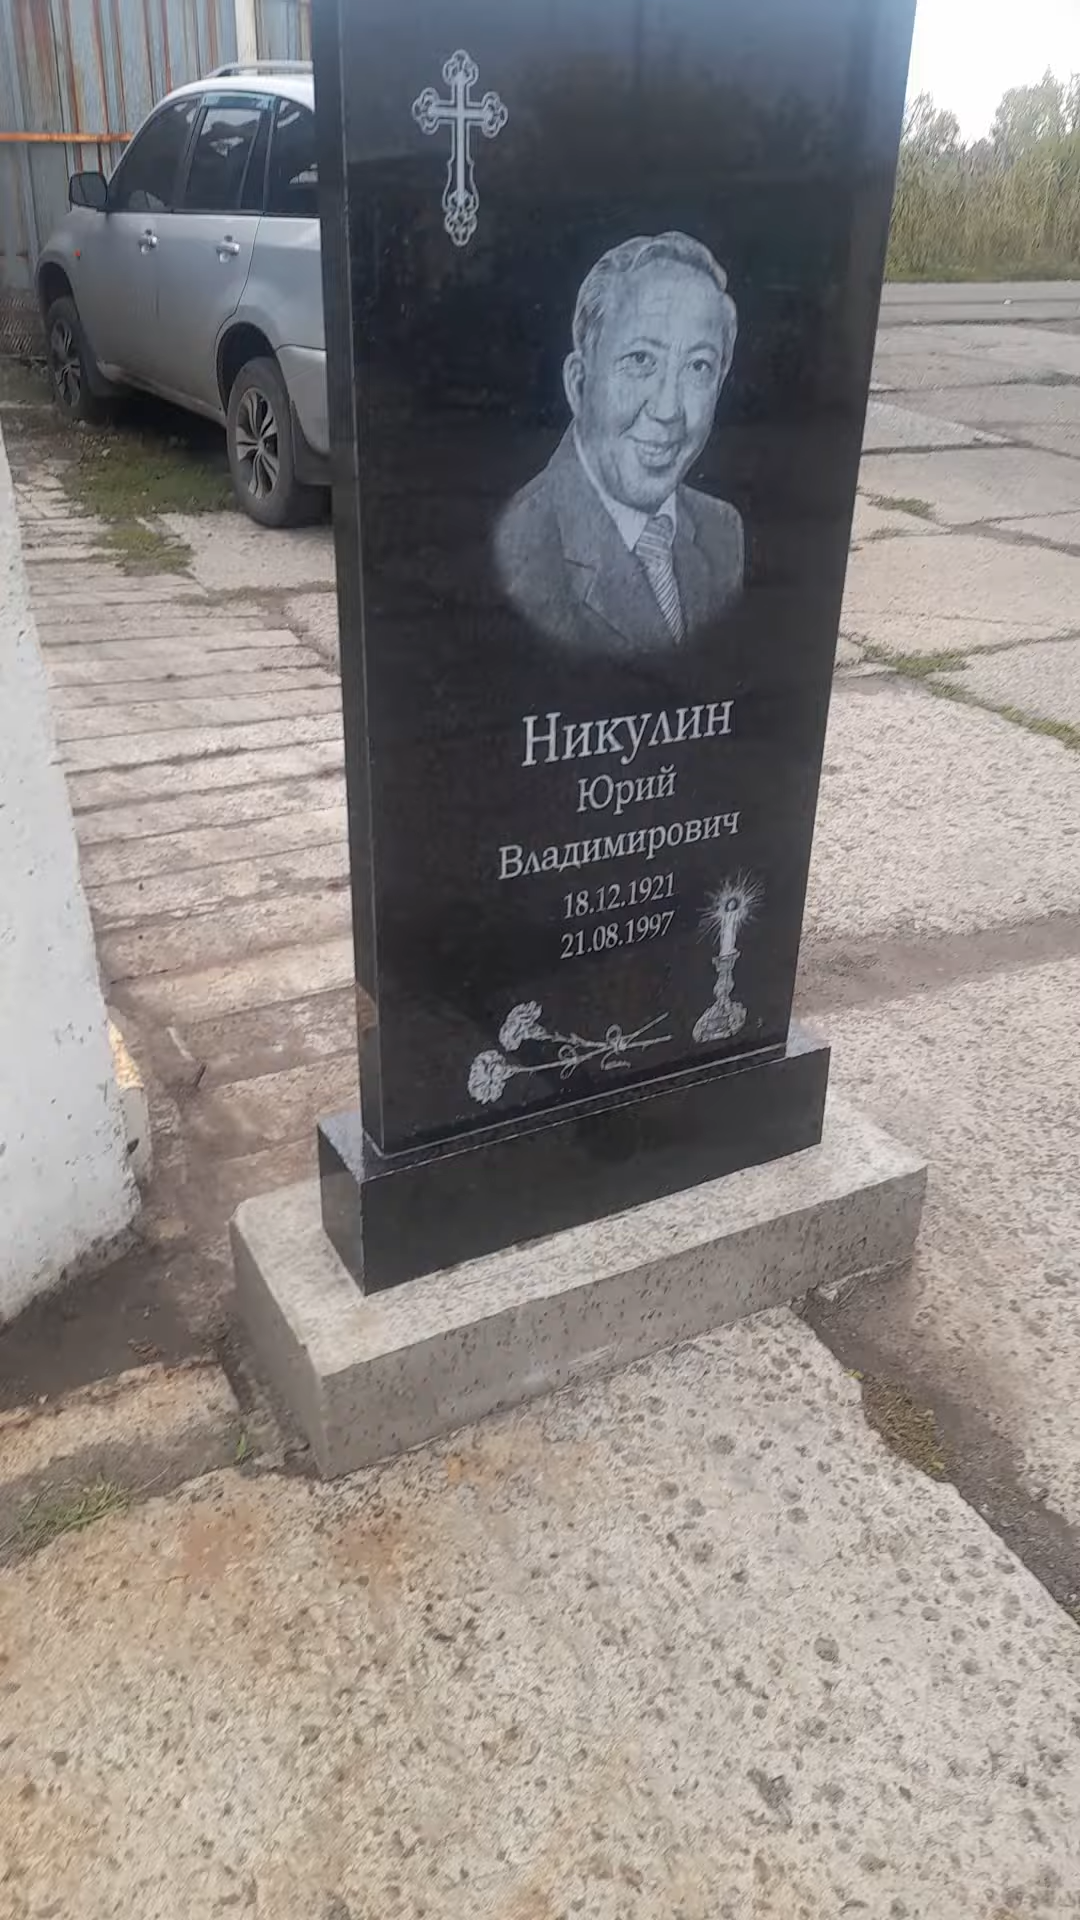 Никулин
Юрий
Владимирович
18.12.1921
21.08.1997